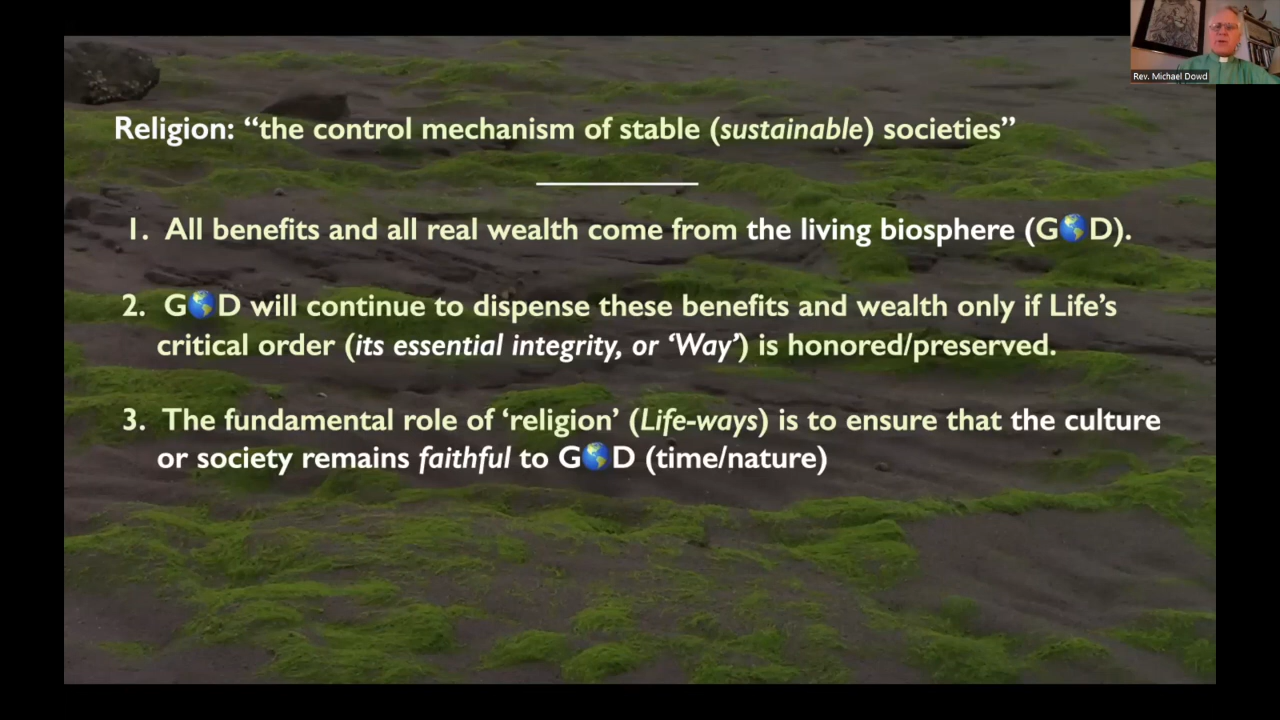 Rev. Michael Dowd
Religion: “the control mechanism of stable (sustainable) societies”
1. All benefits and all real wealth come from the living biosphere (G🌎D).
2. G🌎D will continue to dispense these benefits and wealth only if Life’s
critical order (its essential integrity, or ‘Way’) is honored/preserved.
3. The fundamental role of ‘religion’ (Life-ways) is to ensure that the culture
or society remains faithful to G🌎D (time/nature)